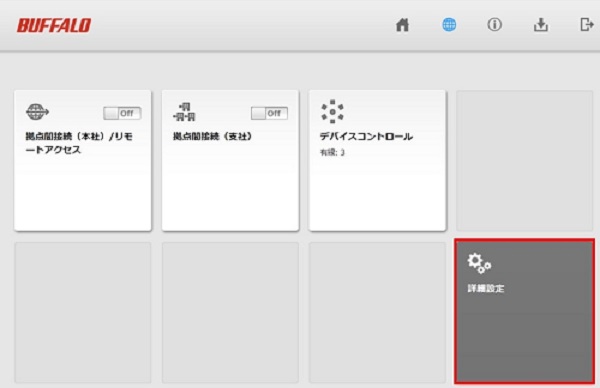 BUFFALO
Off
拠点間接続（本社）/リモ
ートアクセス
Off
拠点間接続（支社）
デバイスコントロール
有線: 3
詳細設定